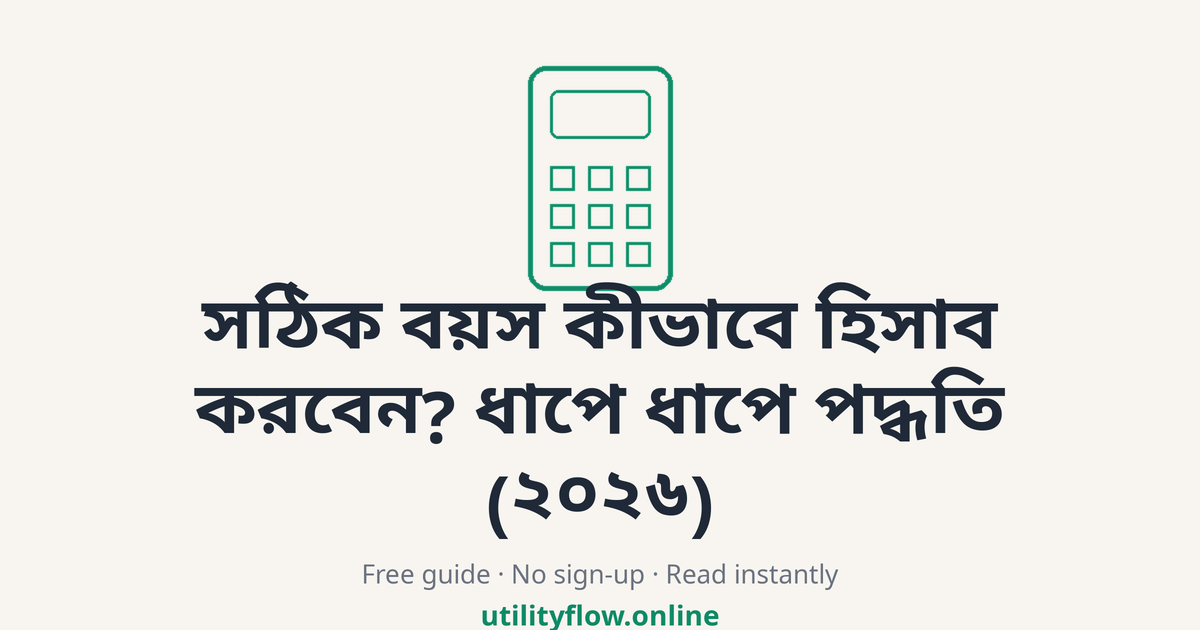 সঠিক বয়স কীভাবে হিসাব
করবেন? ধাপে ধাপে পদ্ধতি
(২০২৬)
Free guide · No sign-up · Read instantly
utilityflow.online